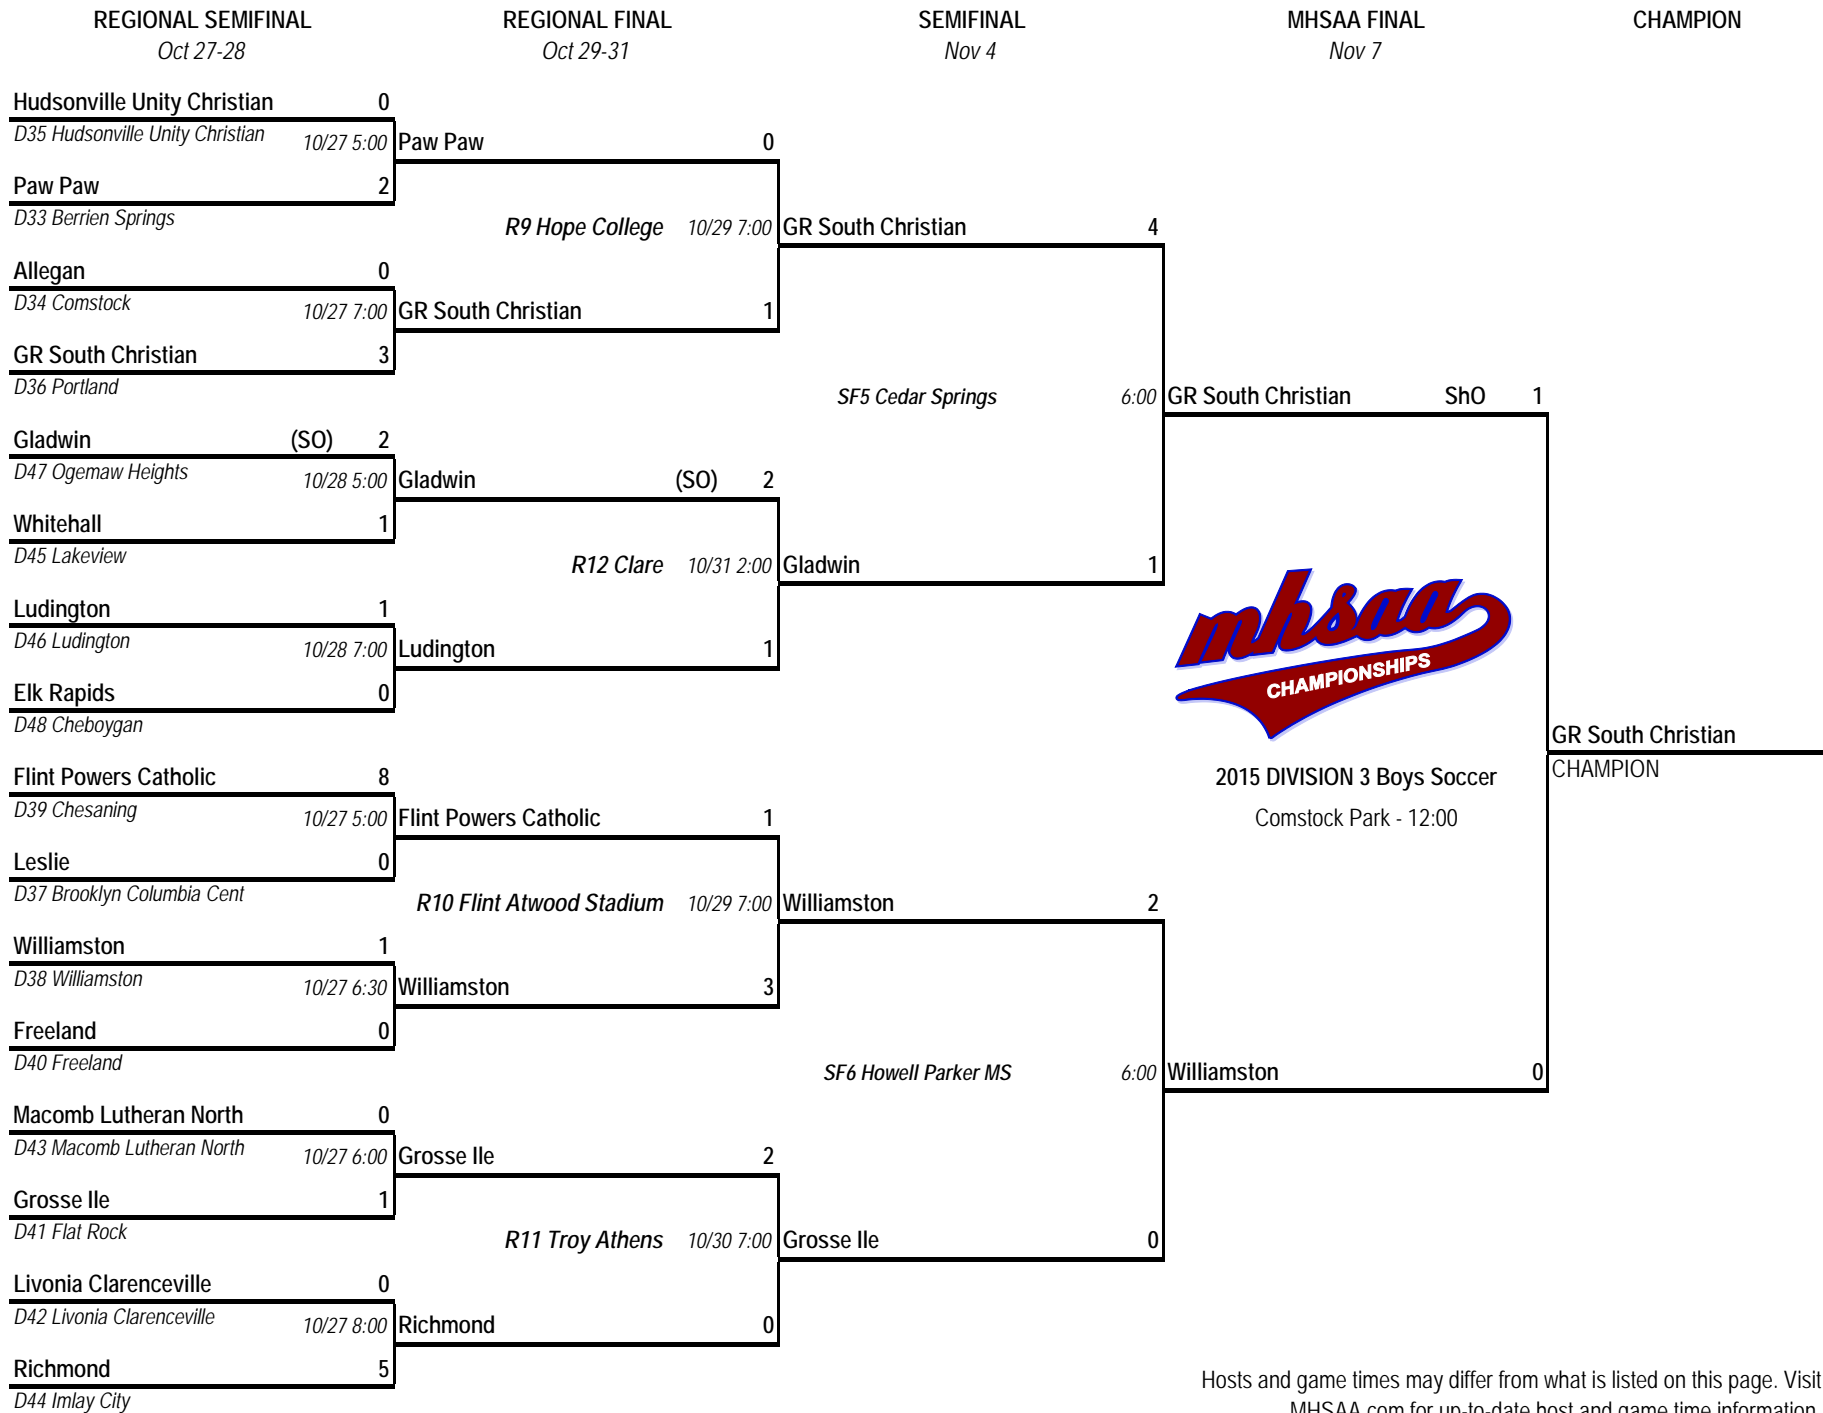 REGIONAL SEMIFINAL
Oct 27-28
REGIONAL FINAL
Oct 29-31
SEMIFINAL
Nov 4
MHSAA FINAL
Nov 7
CHAMPION
Hudsonville Unity Christian 0
D35 Hudsonville Unity Christian 10/27 5:00
Paw Paw 2
D33 Berrien Springs
Allegan 0
D34 Comstock 10/27 7:00
GR South Christian 3
D36 Portland
Gladwin (SO) 2
D47 Ogemaw Heights 10/28 5:00
Whitehall 1
D45 Lakeview
Ludington 1
D46 Ludington 10/28 7:00
Elk Rapids 0
D48 Cheboygan
Flint Powers Catholic 8
D39 Chesaning 10/27 5:00
Leslie 0
D37 Brooklyn Columbia Cent
Williamston 1
D38 Williamston 10/27 6:30
Freeland 0
D40 Freeland
Macomb Lutheran North 0
D43 Macomb Lutheran North 10/27 6:00
Grosse Ile 1
D41 Flat Rock
Livonia Clarenceville 0
D42 Livonia Clarenceville 10/27 8:00
Richmond 5
D44 Imlay City
Paw Paw 0
R9 Hope College 10/29 7:00
GR South Christian 1
Gladwin (SO) 2
R12 Clare 10/31 2:00
Ludington 1
Flint Powers Catholic 1
R10 Flint Atwood Stadium 10/29 7:00
Williamston 3
Grosse Ile 2
R11 Troy Athens 10/30 7:00
Richmond 0
GR South Christian 4
SF5 Cedar Springs 6:00
Gladwin 1
Williamston 2
SF6 Howell Parker MS 6:00
Grosse Ile 0
GR South Christian ShO 1
mhsaa
CHAMPIONSHIPS
2015 DIVISION 3 Boys Soccer
Comstock Park - 12:00
Williamston 0
GR South Christian
CHAMPION
Hosts and game times may differ from what is listed on this page. Visit
MHSAA.com for up-to-date host and game time information.